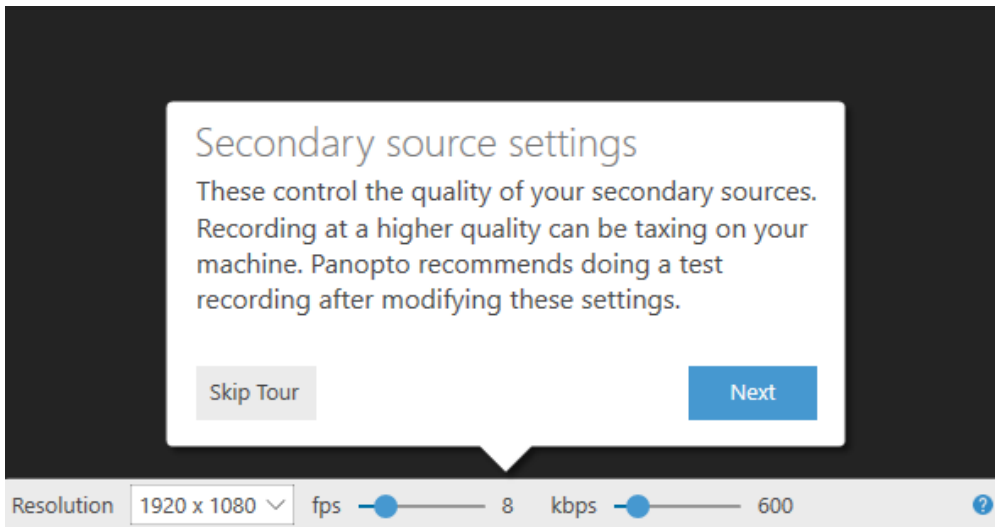 Secondary source settings
These control the quality of your secondary sources.
Recording at a higher quality can be taxing on your
machine. Panopto recommends doing a test
recording after modifying these settings.
Skip Tour
Next
Resolution 1920 x 1080 fps 8 kbps 600 ?